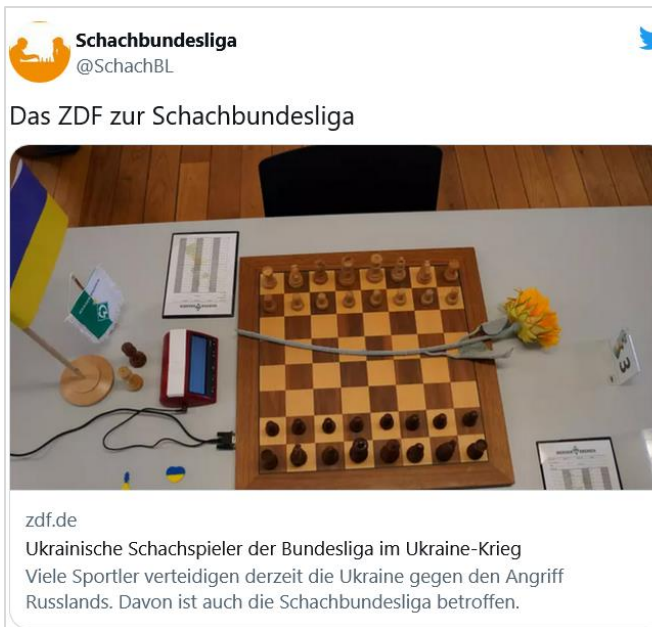 Schachbundesliga
@SchachBL
Das ZDF zur Schachbundesliga
3
zdf.de
Ukrainische Schachspieler der Bundesliga im Ukraine-Krieg
Viele Sportler verteidigen derzeit die Ukraine gegen den Angriff
Russlands. Davon ist auch die Schachbundesliga betroffen.